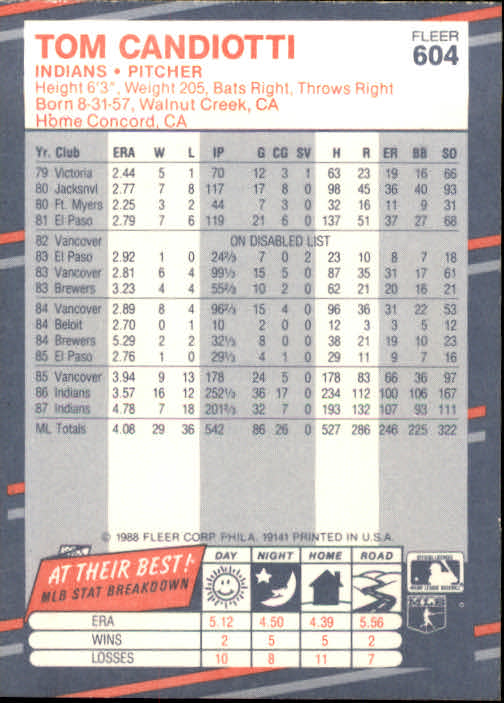 TOM CANDIOTTI
FLEER
604
INDIANS • PITCHER
Height 6'3", Weight 205, Bats Right, Throws Right
Born 8-31-57, Walnut Creek, CA
Home Concord, CA
Yr. Club ERA W L IP G CG SV H R ER BB SO
79 Victoria 2.44 5 1 70 12 3 1 63 23 19 16 66
80 Jacksnvl 2.77 7 8 117 17 8 0 98 45 36 40 93
80 Ft. Myers 2.25 3 2 44 7 3 0 32 16 11 9 31
81 El Paso 2.79 7 6 119 21 6 0 137 51 37 27 68
82 Vancover ON DISABLED LIST
83 El Paso 2.92 1 0 24⅔ 7 0 2 23 10 8 7 18
83 Vancover 2.81 6 4 99⅓ 15 5 0 87 35 31 17 61
83 Brewers 3.23 4 4 55⅔ 10 2 0 62 21 20 16 21
84 Vancover 2.89 8 4 96⅔ 15 4 0 96 36 31 22 53
84 Beloit 2.70 0 1 10 2 0 0 12 3 3 5 12
84 Brewers 5.29 2 2 32⅓ 8 0 0 38 21 19 10 23
85 El Paso 2.76 1 0 29⅓ 4 1 0 29 11 9 7 16
85 Vancover 3.94 9 13 178 24 5 0 178 83 66 36 97
86 Indians 3.57 16 12 252⅓ 36 17 0 234 112 100 106 167
87 Indians 4.78 7 18 201⅔ 32 7 0 193 132 107 93 111
ML Totals 4.08 29 36 542 86 26 0 527 286 246 225 322
© 1988 FLEER CORP. PHILA. 19141 PRINTED IN U.S.A.
AT THEIR BEST!
MLB STAT BREAKDOWN
DAY NIGHT HOME ROAD
ERA 5.12 4.50 4.39 5.56
WINS 2 5 5 2
LOSSES 10 8 11 7